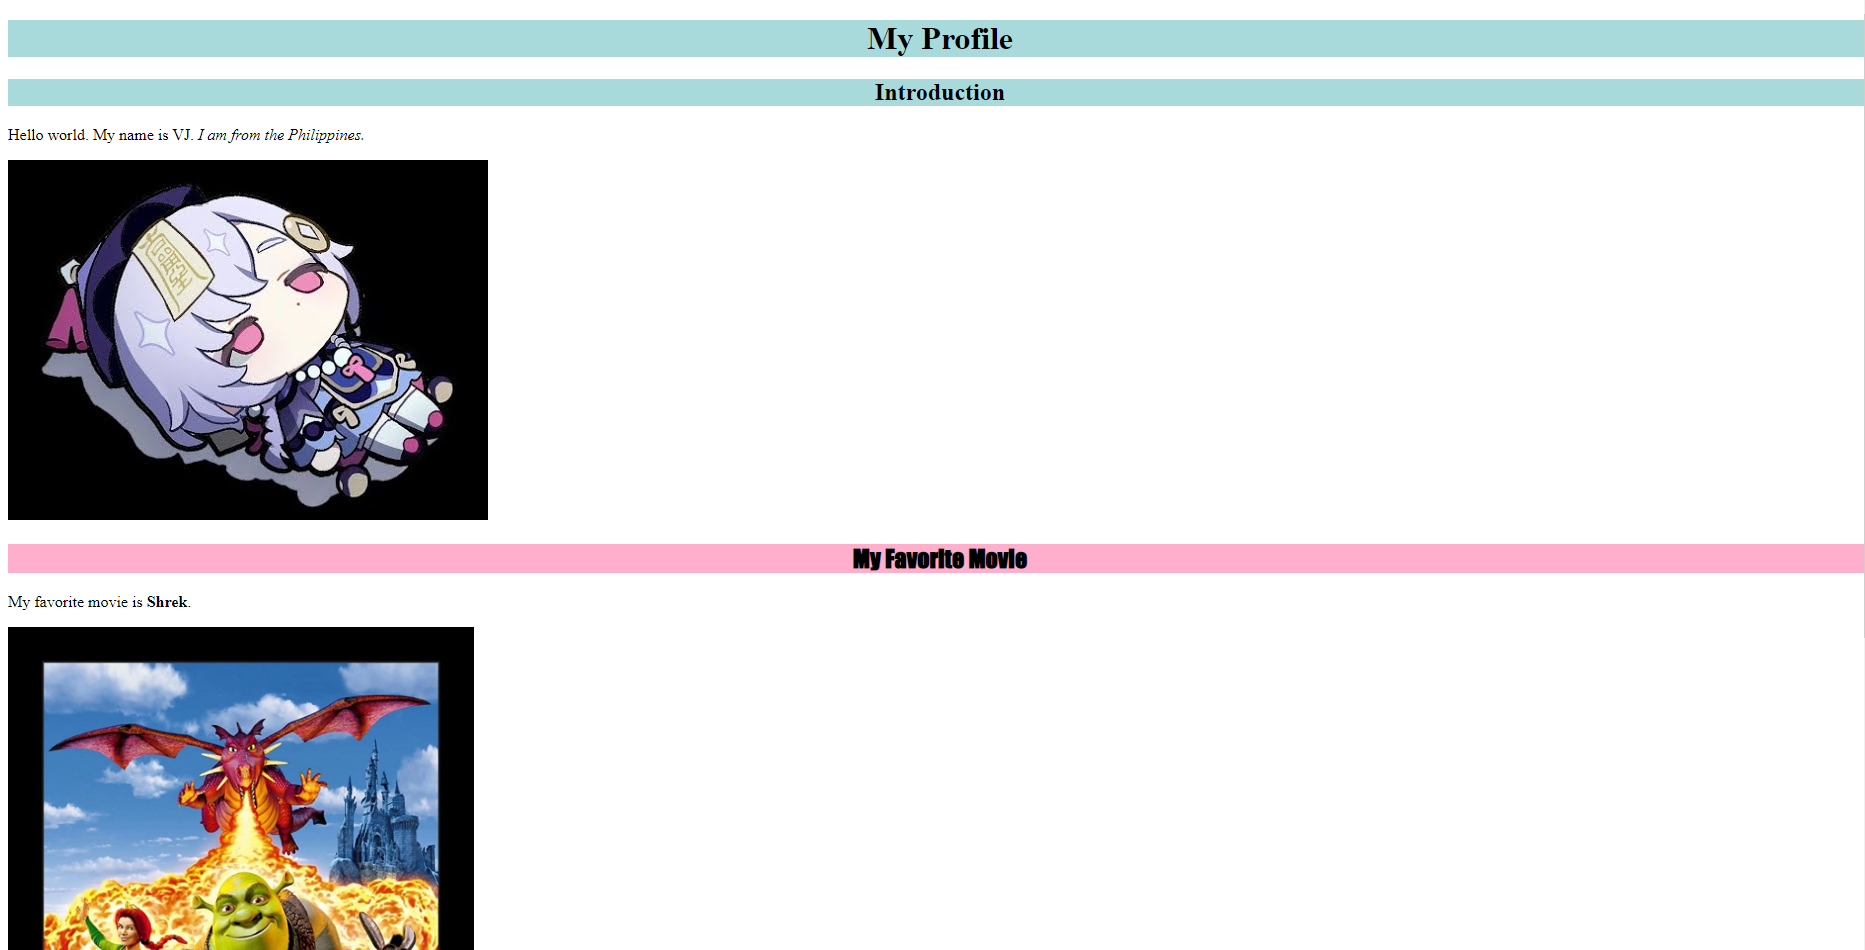 My Profile
Introduction
Hello world. My name is VJ. I am from the Philippines.
My Favorite Movie
My favorite movie is Shrek.